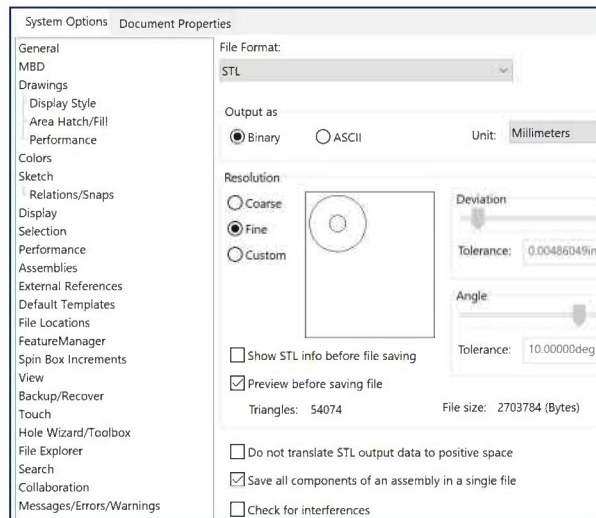 System Options
Document Properties
General
MBD
Drawings
Display Style
Area Hatch/Fill
Performance
Colors
Sketch
Relations/Snaps
Display
Selection
Performance
Assemblies
External References
Default Templates
File Locations
FeatureManager
Spin Box Increments
View
Backup/Recover
Touch
Hole Wizard/Toolbox
File Explorer
Search
Collaboration
Messages/Errors/Warnings
File Format:
STL
Output as
Binary
ASCII
Unit:
Millimeters
Resolution
Coarse
Fine
Custom
Deviation
Tolerance:
0.00486049in
Angle
Tolerance:
10.00000deg
Show STL info before file saving
Preview before saving file
Triangles: 54074
File size: 2703784 (Bytes)
Do not translate STL output data to positive space
Save all components of an assembly in a single file
Check for interferences